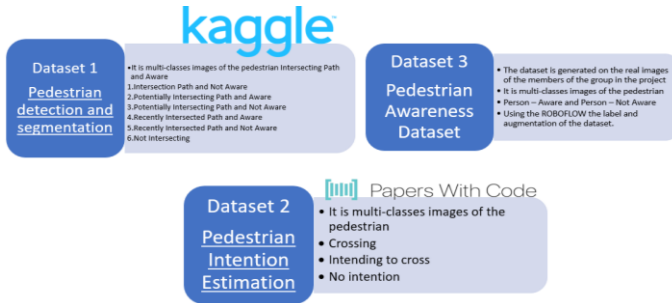 kaggle
Dataset 1
Pedestrian
detection and
segmentation
•It is multi-classes images of the pedestrian Intersecting Path
and Aware
1.Intersection Path and Not Aware
2.Potentially Intersecting Path and Aware
3.Potentially Intersecting Path and Not Aware
4.Recently Intersected Path and Aware
5.Recently Intersected Path and Not Aware
6.Not Intersecting
Dataset 3
Pedestrian
Awareness
Dataset
• The dataset is generated on the real images
of the members of the group in the project
• It is multi-classes images of the pedestrian
• Person – Aware and Person – Not Aware
• Using the ROBOFLOW the label and
augmentation of the dataset.
Papers With Code
Dataset 2
Pedestrian
Intention
Estimation
• It is multi-classes images of the
pedestrian
• Crossing
• Intending to cross
• No intention